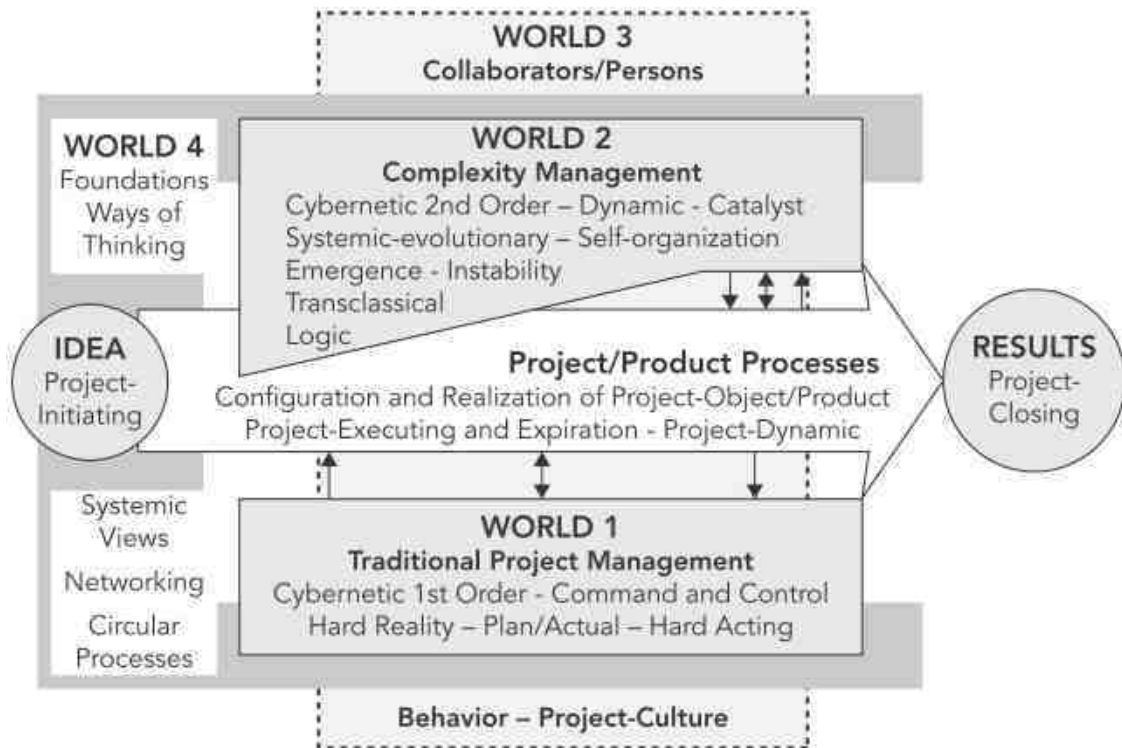 WORLD 3
Collaborators/Persons
WORLD 4
Foundations
Ways of
Thinking
WORLD 2
Complexity Management
Cybernetic 2nd Order – Dynamic - Catalyst
Systemic-evolutionary – Self-organization
Emergence - Instability
Transclassical
Logic
IDEA
Project-
Initiating
Project/Product Processes
Configuration and Realization of Project-Object/Product
Project-Executing and Expiration - Project-Dynamic
RESULTS
Project-
Closing
Systemic
Views
Networking
Circular
Processes
WORLD 1
Traditional Project Management
Cybernetic 1st Order - Command and Control
Hard Reality – Plan/Actual – Hard Acting
Behavior – Project-Culture